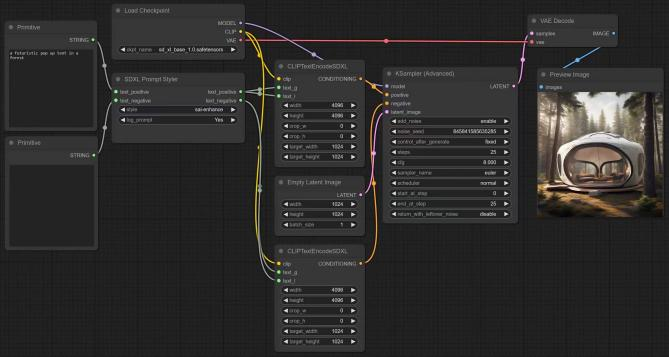 Primitive
STRING
a futuristic pop up tent in a
forest
Primitive
STRING
Load Checkpoint
MODEL
CLIP
VAE
ckpt_name sd_xl_base_1.0.safetensors
SDXL Prompt Styler
text_positive text_positive
text_negative text_negative
style sai-enhance
log_prompt Yes
CLIPTextEncodeSDXL
clip CONDITIONING
text_g
text_l
width 4096
height 4096
crop_w 0
crop_h 0
target_width 1024
target_height 1024
Empty Latent Image
LATENT
width 1024
height 1024
batch_size 1
CLIPTextEncodeSDXL
clip CONDITIONING
text_g
text_l
width 4096
height 4096
crop_w 0
crop_h 0
target_width 1024
target_height 1024
KSampler (Advanced)
model LATENT
positive
negative
latent_image
add_noise enable
noise_seed 845841585635285
control_after_generate fixed
steps 25
cfg 8.000
sampler_name euler
scheduler normal
start_at_step 0
end_at_step 25
return_with_leftover_noise disable
VAE Decode
samples IMAGE
vae
Preview Image
images